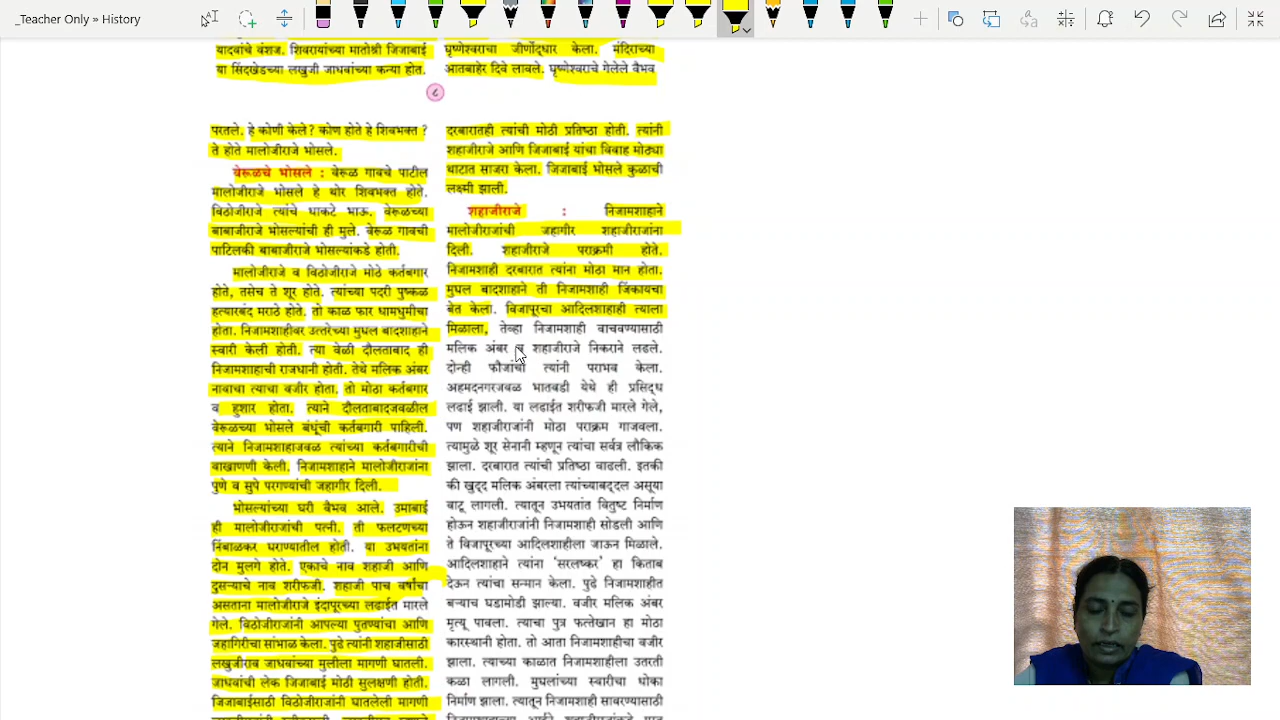 _Teacher Only » History
यादवांचे वंशज. शिवरायांच्या मातोश्री जिजाबाई
या सिंदखेडच्या लखुजी जाधवांच्या कन्या होत.
घृष्णेश्वराचा जीर्णोद्धार केला. मंदिराच्या
आतबाहेर दिवे लावले. घृष्णेश्वराचे गेलेले वैभव
८
परतले. हे कोणी केले? कोण होते हे शिवभक्त ?
ते होते मालोजीराजे भोसले.
वेरूळचे भोसले : वेरूळ गावचे पाटील
मालोजीराजे भोसले हे थोर शिवभक्त होते.
विठोजीराजे त्यांचे धाकटे भाऊ. वेरूळच्या
बाबाजीराजे भोसल्यांची ही मुले. वेरूळ गावची
पाटिलकी बाबाजीराजे भोसल्यांकडे होती.
मालोजीराजे व विठोजीराजे मोठे कर्तबगार
होते, तसेच ते शूर होते. त्यांच्या पदरी पुष्कळ
हत्यारबंद मराठे होते. तो काळ फार धामधुमीचा
होता. निजामशाहीवर उत्तरेच्या मुघल बादशाहाने
स्वारी केली होती. त्या वेळी दौलताबाद ही
निजामशाहाची राजधानी होती. तेथे मलिक अंबर
नावाचा त्याचा वजीर होता. तो मोठा कर्तबगार
व हुशार होता. त्याने दौलताबादजवळील
वेरूळच्या भोसले बंधूंची कर्तबगारी पाहिली.
त्याने निजामशाहाजवळ त्यांच्या कर्तबगारीची
वाखाणणी केली. निजामशाहाने मालोजीराजांना
पुणे व सुपे परगण्यांची जहागीर दिली.
भोसल्यांच्या घरी वैभव आले. उमाबाई
ही मालोजीराजांची पत्नी. ती फलटणच्या
निंबाळकर घराण्यातील होती. या उभयतांना
दोन मुलगे होते. एकाचे नाव शहाजी आणि
दुसऱ्याचे नाव शरीफजी. शहाजी पाच वर्षांचा
असताना मालोजीराजे इंदापूरच्या लढाईत मारले
गेले. विठोजीराजांनी आपल्या पुतण्यांचा आणि
जहागिरीचा सांभाळ केला. पुढे त्यांनी शहाजीसाठी
लखुजीराव जाधवांच्या मुलीला मागणी घातली.
जाधवांची लेक जिजाबाई मोठी सुलक्षणी होती.
जिजाबाईसाठी विठोजीराजांनी घातलेली मागणी
दरबारातही त्यांची मोठी प्रतिष्ठा होती. त्यांनी
शहाजीराजे आणि जिजाबाई यांचा विवाह मोठ्या
थाटात साजरा केला. जिजाबाई भोसले कुळाची
लक्ष्मी झाली.
शहाजीराजे : निजामशाहाने
मालोजीराजांची जहागीर शहाजीराजांना
दिली. शहाजीराजे पराक्रमी होते.
निजामशाही दरबारात त्यांना मोठा मान होता.
मुघल बादशाहाने ती निजामशाही जिंकायचा
बेत केला. विजापूरचा आदिलशाहाही त्याला
मिळाला, तेव्हा निजामशाही वाचवण्यासाठी
मलिक अंबर व शहाजीराजे निकराने लढले.
दोन्ही फौजांचा त्यांनी पराभव केला.
अहमदनगरजवळ भातवडी येथे ही प्रसिद्ध
लढाई झाली. या लढाईत शरीफजी मारले गेले,
पण शहाजीराजांनी मोठा पराक्रम गाजवला.
त्यामुळे शूर सेनानी म्हणून त्यांचा सर्वत्र लौकिक
झाला. दरबारात त्यांची प्रतिष्ठा वाढली. इतकी
की खुद्द मलिक अंबरला त्यांच्याबद्दल असूया
वाटू लागली. त्यातून उभयतांत वितुष्ट निर्माण
होऊन शहाजीराजांनी निजामशाही सोडली आणि
ते विजापूरच्या आदिलशाहीला जाऊन मिळाले.
आदिलशाहाने त्यांना 'सरलष्कर' हा किताब
देऊन त्यांचा सन्मान केला. पुढे निजामशाहीत
बऱ्याच घडामोडी झाल्या. वजीर मलिक अंबर
मृत्यू पावला. त्याचा पुत्र फत्तेखान हा मोठा
कारस्थानी होता. तो आता निजामशाहीचा वजीर
झाला. त्याच्या काळात निजामशाहीला उतरती
कळा लागली. मुघलांच्या स्वारीचा धोका
निर्माण झाला. त्यातून निजामशाही सावरण्यासाठी